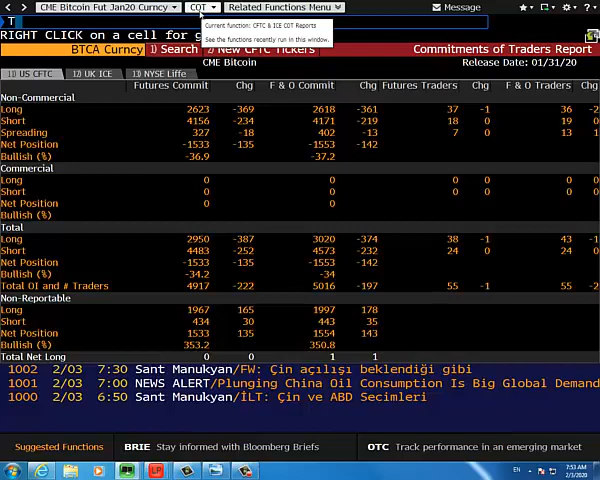 CME Bitcoin Fut Jan20 Curncy COT Related Functions Menu Message
T
Current function: CFTC & ICE COT Reports
RIGHT CLICK on a cell for g
See the functions recently run in this window.
BTCA Curncy 1) Search 2) New CFTC Tickers Commitments of Traders Report
CME Bitcoin Release Date: 01/31/20
11) US CFTC 12) UK ICE 13) NYSE Liffe
Futures Commit Chg F & O Commit Chg Futures Traders Chg F & O Traders Chg
Non-Commercial
Long 2623 -369 2618 -361 37 -1 36 -2
Short 4156 -234 4171 -219 18 0 19 0
Spreading 327 -18 402 -13 7 0 13 1
Net Position -1533 -135 -1553 -142
Bullish (%) -36.9 -37.2
Commercial
Long 0 0 0 0 0 0
Short 0 0 0 0 0 0
Net Position 0 0
Bullish (%)
Total
Long 2950 -387 3020 -374 38 -1 43 -1
Short 4483 -252 4573 -232 24 0 24 0
Net Position -1533 -135 -1553 -142
Bullish (%) -34.2 -34
Total OI and # Traders 4917 -222 5016 -197 55 -1 55 -2
Non-Reportable
Long 1967 165 1997 178
Short 434 30 443 35
Net Position 1533 135 1554 143
Bullish (%) 353.2 350.8
Total Net Long 0 0 1 1
1002 2/03 7:30 Sant Manukyan/FW: Çin açılışı beklendiği gibi
1001 2/03 7:00 NEWS ALERT/Plunging China Oil Consumption Is Big Global Demand
1000 2/03 6:50 Sant Manukyan/İLT: Çin ve ABD Secimleri
Suggested Functions BRIE Stay informed with Bloomberg Briefs OTC Track performance in an emerging market
EN 7:53 AM
2/3/2020